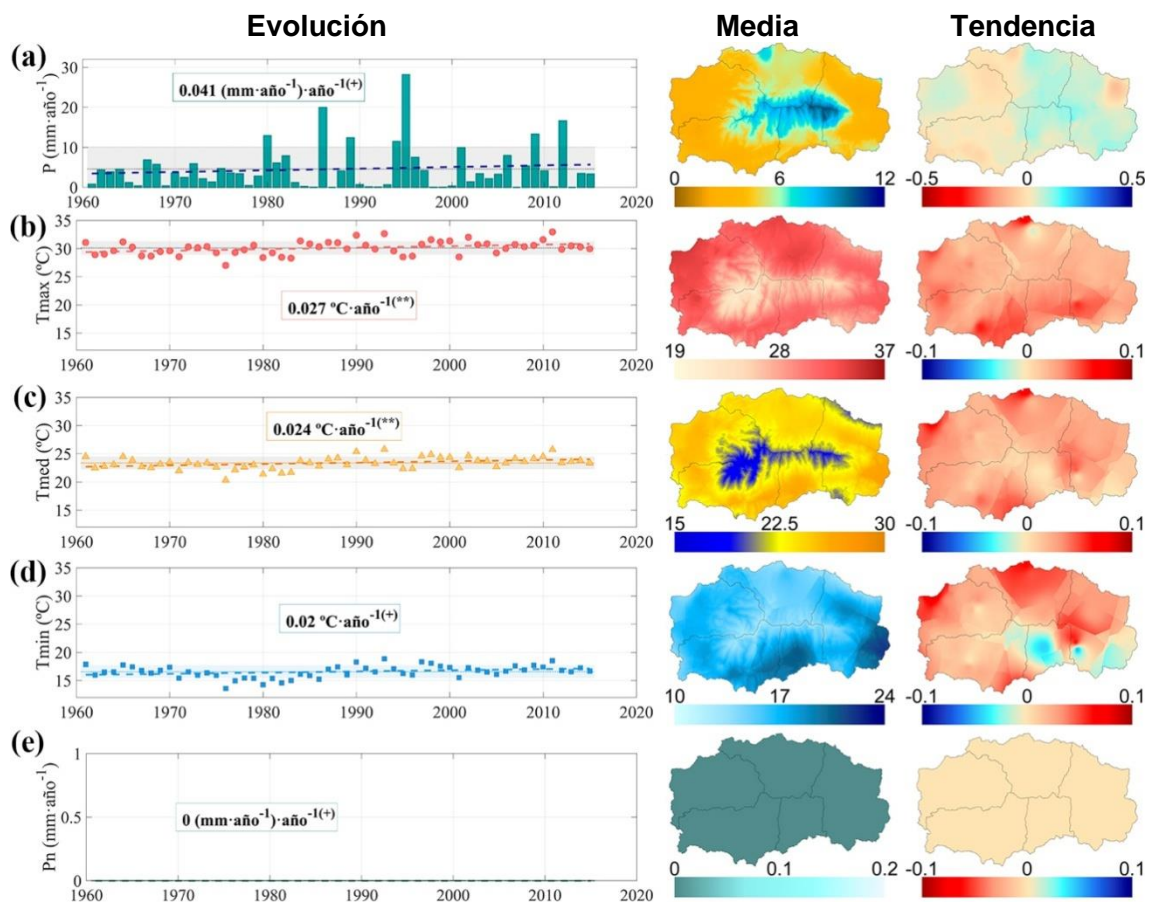 Evolución Media Tendencia
(a)
P (mm·año⁻¹)
30
20
10
0
0.041 (mm·año⁻¹)·año⁻¹⁽⁺⁾
1960 1970 1980 1990 2000 2010 2020
0 6 12
-0.5 0 0.5
(b)
Tmax (ºC)
35
30
25
20
15
0.027 ºC·año⁻¹⁽**⁾
1960 1970 1980 1990 2000 2010 2020
19 28 37
-0.1 0 0.1
(c)
Tmed (ºC)
35
30
25
20
15
0.024 ºC·año⁻¹⁽**⁾
1960 1970 1980 1990 2000 2010 2020
15 22.5 30
-0.1 0 0.1
(d)
Tmin (ºC)
35
30
25
20
15
0.02 ºC·año⁻¹⁽⁺⁾
1960 1970 1980 1990 2000 2010 2020
10 17 24
-0.1 0 0.1
(e)
Pn (mm·año⁻¹)
1
0.5
0
0 (mm·año⁻¹)·año⁻¹⁽⁺⁾
1960 1970 1980 1990 2000 2010 2020
0 0.1 0.2
-0.1 0 0.1